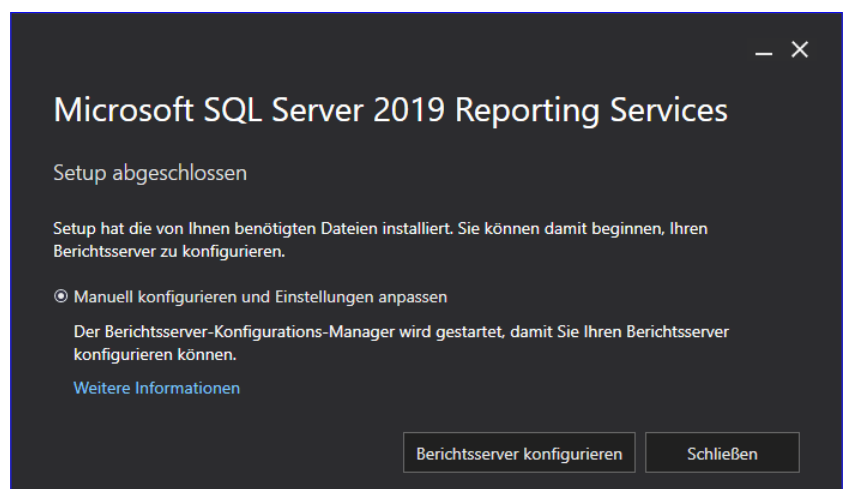 Microsoft SQL Server 2019 Reporting Services
Setup abgeschlossen
Setup hat die von Ihnen benötigten Dateien installiert. Sie können damit beginnen, Ihren
Berichtsserver zu konfigurieren.
Manuell konfigurieren und Einstellungen anpassen
Der Berichtsserver-Konfigurations-Manager wird gestartet, damit Sie Ihren Berichtsserver
konfigurieren können.
Weitere Informationen
Berichtsserver konfigurieren
Schließen